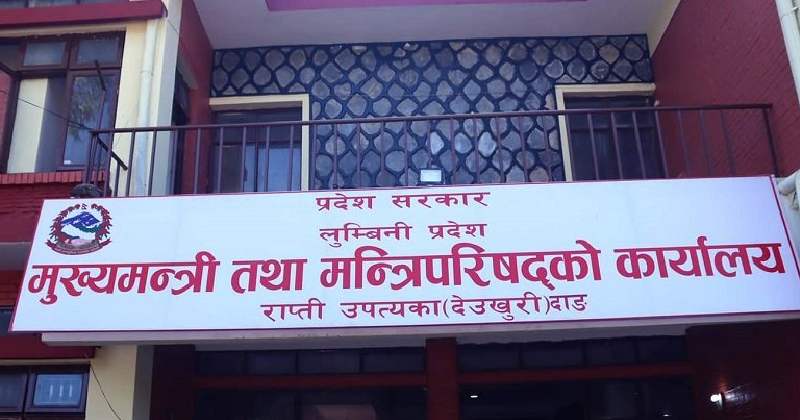 प्रदेश सरकार
लुम्बिनी प्रदेश
मुख्यमन्त्री तथा मन्त्रिपरिषद्को कार्यालय
राप्ती उपत्यका(देउखुरी)दाङ